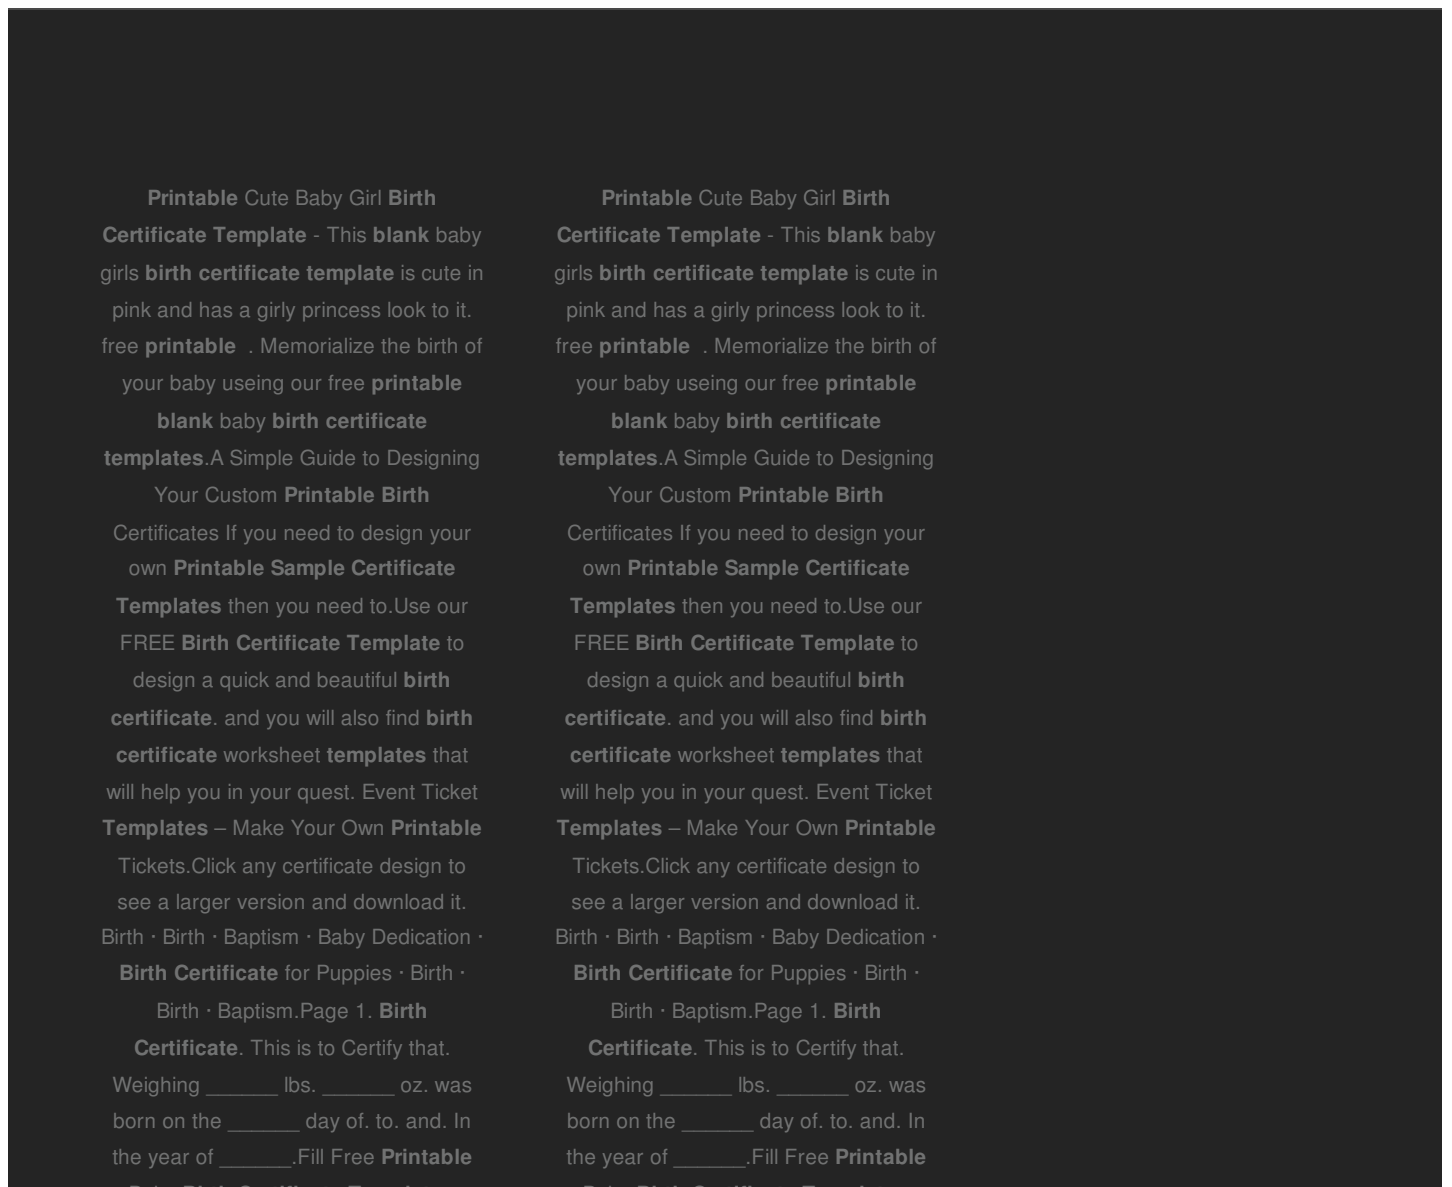 Printable Cute Baby Girl Birth
Certificate Template - This blank baby
girls birth certificate template is cute in
pink and has a girly princess look to it.
free printable . Memorialize the birth of
your baby useing our free printable
blank baby birth certificate
templates.A Simple Guide to Designing
Your Custom Printable Birth
Certificates If you need to design your
own Printable Sample Certificate
Templates then you need to.Use our
FREE Birth Certificate Template to
design a quick and beautiful birth
certificate. and you will also find birth
certificate worksheet templates that
will help you in your quest. Event Ticket
Templates – Make Your Own Printable
Tickets.Click any certificate design to
see a larger version and download it.
Birth · Birth · Baptism · Baby Dedication ·
Birth Certificate for Puppies · Birth ·
Birth · Baptism.Page 1. Birth
Certificate. This is to Certify that.
Weighing ______ lbs. ______ oz. was
born on the ______ day of. to. and. In
the year of ______.Fill Free Printable
Printable Cute Baby Girl Birth
Certificate Template - This blank baby
girls birth certificate template is cute in
pink and has a girly princess look to it.
free printable . Memorialize the birth of
your baby useing our free printable
blank baby birth certificate
templates.A Simple Guide to Designing
Your Custom Printable Birth
Certificates If you need to design your
own Printable Sample Certificate
Templates then you need to.Use our
FREE Birth Certificate Template to
design a quick and beautiful birth
certificate. and you will also find birth
certificate worksheet templates that
will help you in your quest. Event Ticket
Templates – Make Your Own Printable
Tickets.Click any certificate design to
see a larger version and download it.
Birth · Birth · Baptism · Baby Dedication ·
Birth Certificate for Puppies · Birth ·
Birth · Baptism.Page 1. Birth
Certificate. This is to Certify that.
Weighing ______ lbs. ______ oz. was
born on the ______ day of. to. and. In
the year of ______.Fill Free Printable